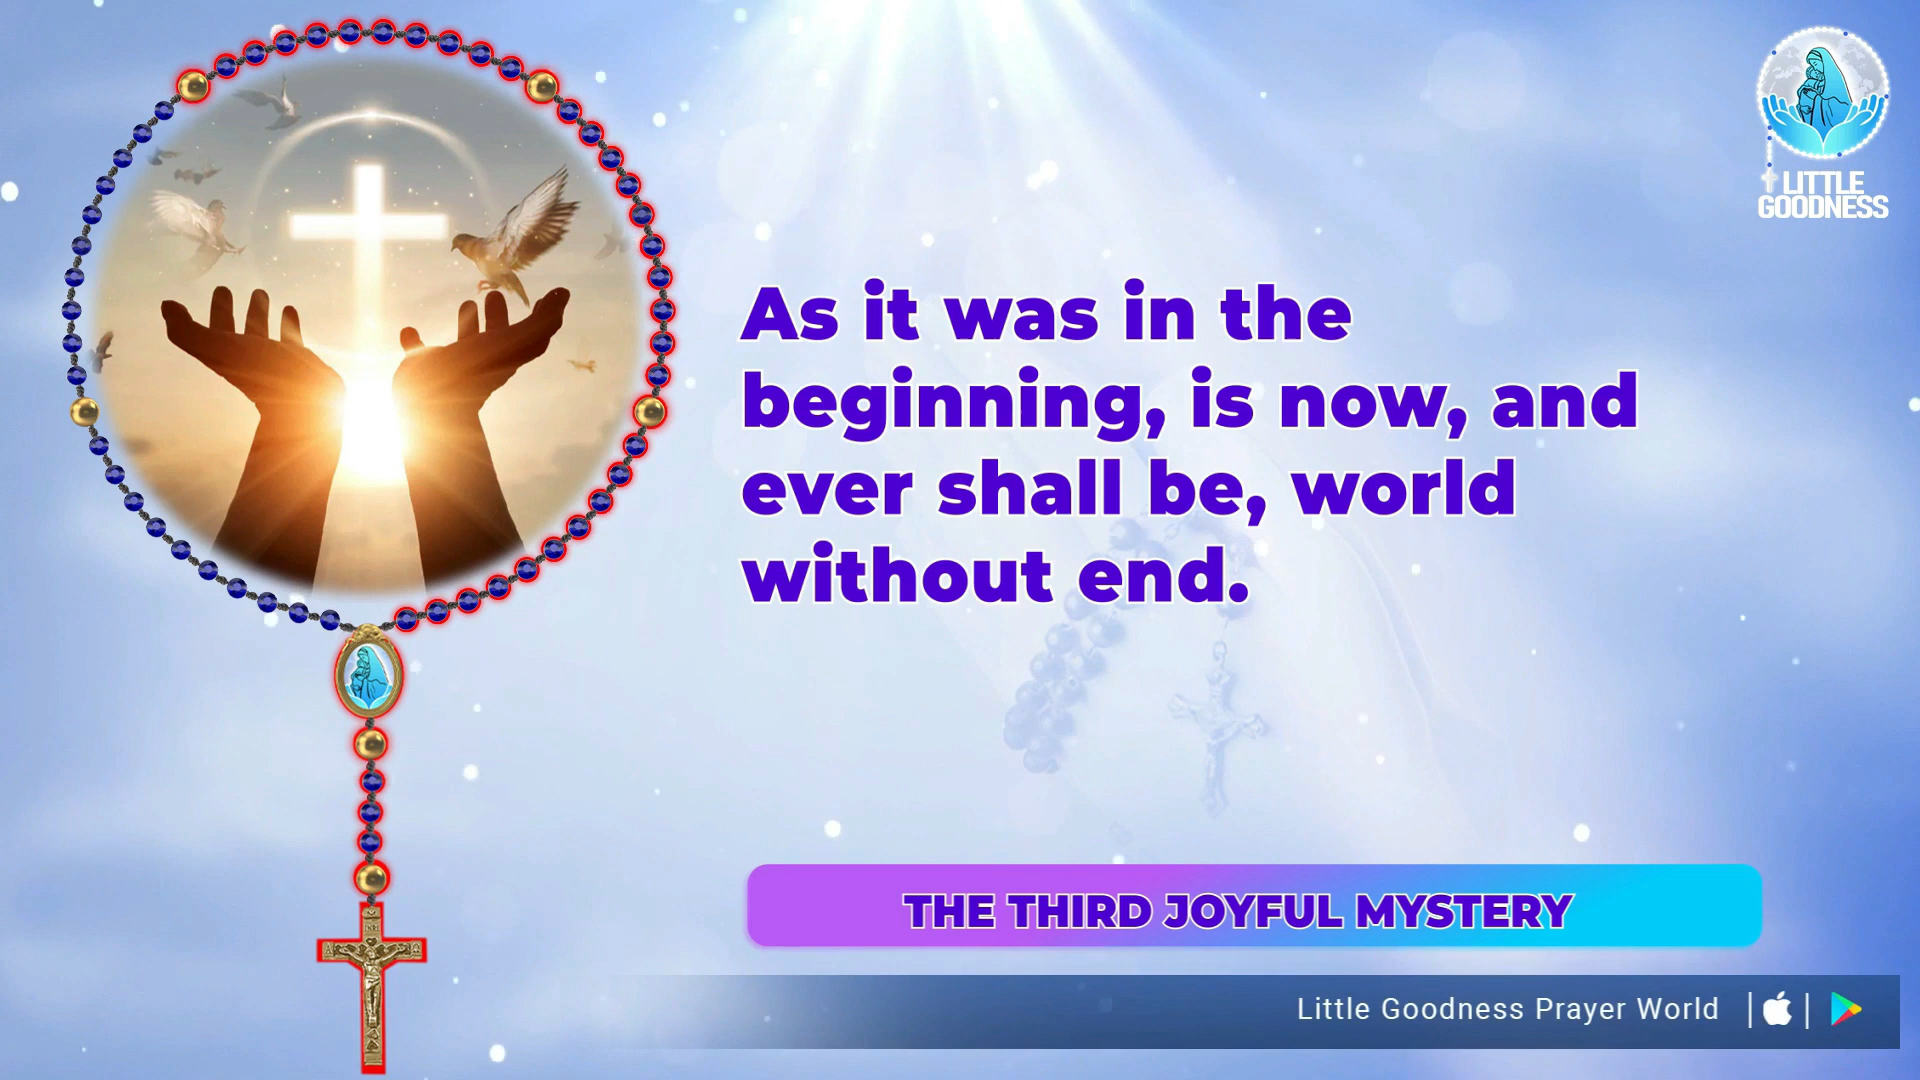 LITTLE
GOODNESS
As it was in the
beginning, is now, and
ever shall be, world
without end.
INRI
THE THIRD JOYFUL MYSTERY
Little Goodness Prayer World